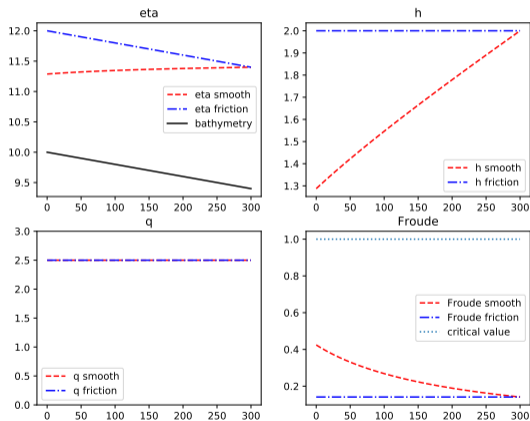 eta
12.0
11.5
11.0
10.5
10.0
9.5
eta smooth
eta friction
bathymetry
0 50 100 150 200 250 300
h
2.0
1.9
1.8
1.7
1.6
1.5
1.4
1.3
h smooth
h friction
0 50 100 150 200 250 300
q
3.0
2.5
2.0
1.5
1.0
0.5
0.0
q smooth
q friction
0 50 100 150 200 250 300
Froude
1.0
0.8
0.6
0.4
0.2
Froude smooth
Froude friction
critical value
0 50 100 150 200 250 300